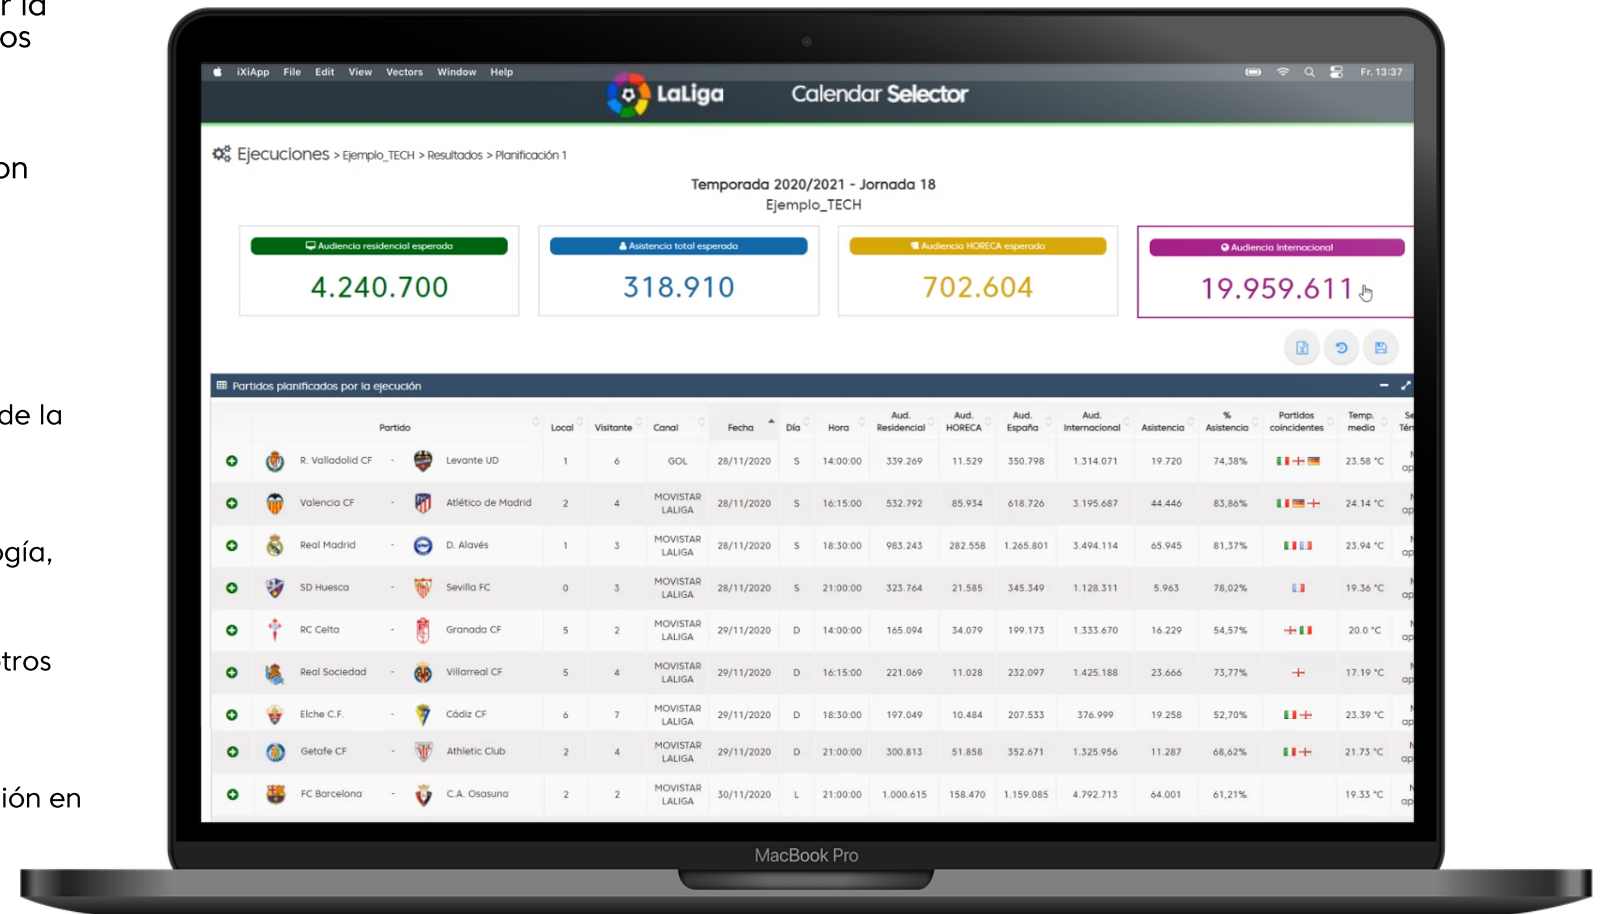 r la
os
on
de la
ogía,
tros
ión en
iXiApp File Edit View Vectors Window Help Fr. 13:37
LaLiga Calendar Selector
Ejecuciones > Ejemplo_TECH > Resultados > Planificación 1
Temporada 2020/2021 - Jornada 18
Ejemplo_TECH
Audiencia residencial esperada Asistencia total esperada Audiencia HORECA esperada Audiencia Internacional
4.240.700 318.910 702.604 19.959.611
Partidos planificados por la ejecución
Partido Local Visitante Canal Fecha Día Hora Aud. Residencial Aud. HORECA Aud. España Aud. Internacional Asistencia % Asistencia Partidos coincidentes Temp. media
R. Valladolid CF - Levante UD 1 6 GOL 28/11/2020 S 14:00:00 339.269 11.529 350.798 1.314.071 19.720 74,38% 23.58 °C
Valencia CF - Atlético de Madrid 2 4 MOVISTAR LALIGA 28/11/2020 S 16:15:00 532.792 85.934 618.726 3.195.687 44.446 83,86% 24.14 °C
Real Madrid - D. Alavés 1 3 MOVISTAR LALIGA 28/11/2020 S 18:30:00 983.243 282.558 1.265.801 3.494.114 65.945 81,37% 23.94 °C
SD Huesca - Sevilla FC 0 3 MOVISTAR LALIGA 28/11/2020 S 21:00:00 323.764 21.585 345.349 1.128.311 5.963 78,02% 19.36 °C
RC Celta - Granada CF 5 2 MOVISTAR LALIGA 29/11/2020 D 14:00:00 165.094 34.079 199.173 1.333.670 16.229 54,57% 20.0 °C
Real Sociedad - Villarreal CF 5 4 MOVISTAR LALIGA 29/11/2020 D 16:15:00 221.069 11.028 232.097 1.425.188 23.666 73,77% 17.19 °C
Elche C.F. - Cádiz CF 6 7 MOVISTAR LALIGA 29/11/2020 D 18:30:00 197.049 10.484 207.533 376.999 19.258 52,70% 23.39 °C
Getafe CF - Athletic Club 2 4 MOVISTAR LALIGA 29/11/2020 D 21:00:00 300.813 51.858 352.671 1.325.956 11.287 68,62% 21.73 °C
FC Barcelona - C.A. Osasuna 2 2 MOVISTAR LALIGA 30/11/2020 L 21:00:00 1.000.615 158.470 1.159.085 4.792.713 64.001 61,21% 19.33 °C
MacBook Pro